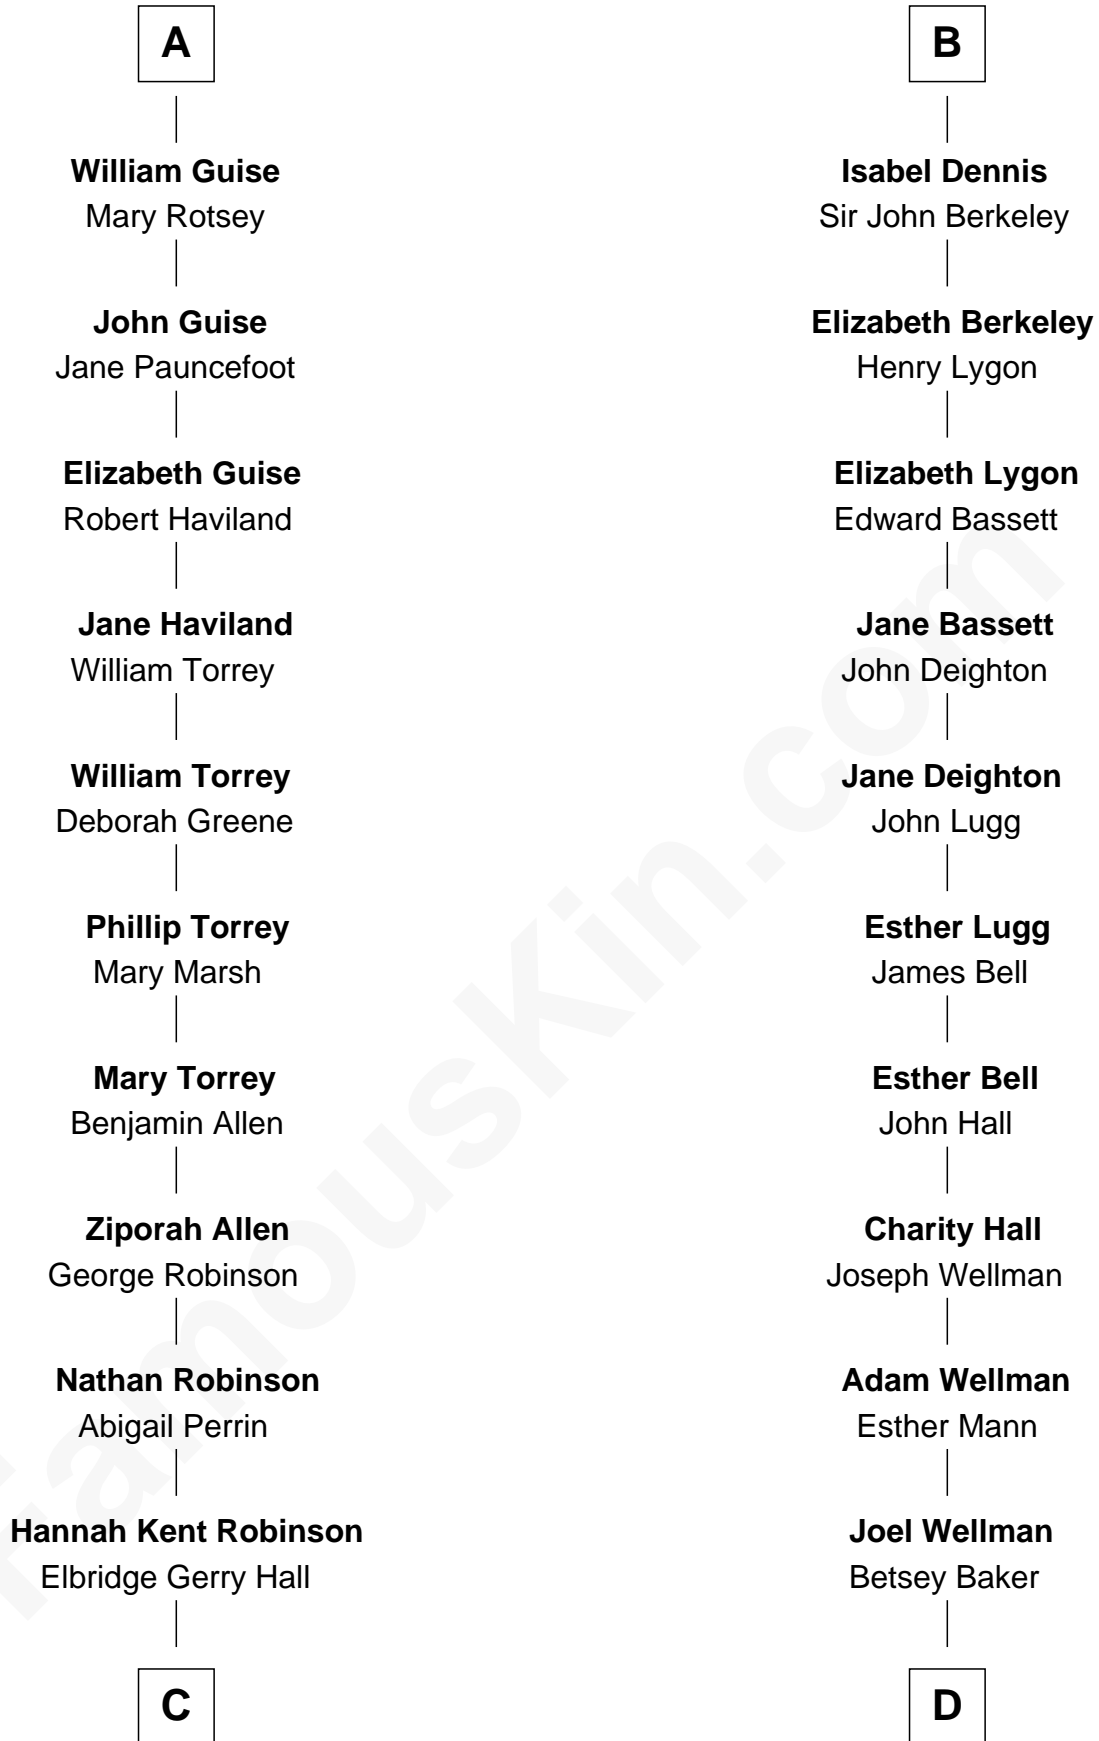 A
William Guise
Mary Rotsey
John Guise
Jane Pauncefoot
Elizabeth Guise
Robert Haviland
Jane Haviland
William Torrey
William Torrey
Deborah Greene
Phillip Torrey
Mary Marsh
Mary Torrey
Benjamin Allen
Ziporah Allen
George Robinson
Nathan Robinson
Abigail Perrin
Hannah Kent Robinson
Elbridge Gerry Hall
C
B
Isabel Dennis
Sir John Berkeley
Elizabeth Berkeley
Henry Lygon
Elizabeth Lygon
Edward Bassett
Jane Bassett
John Deighton
Jane Deighton
John Lugg
Esther Lugg
James Bell
Esther Bell
John Hall
Charity Hall
Joseph Wellman
Adam Wellman
Esther Mann
Joel Wellman
Betsey Baker
D
FamousKin.com